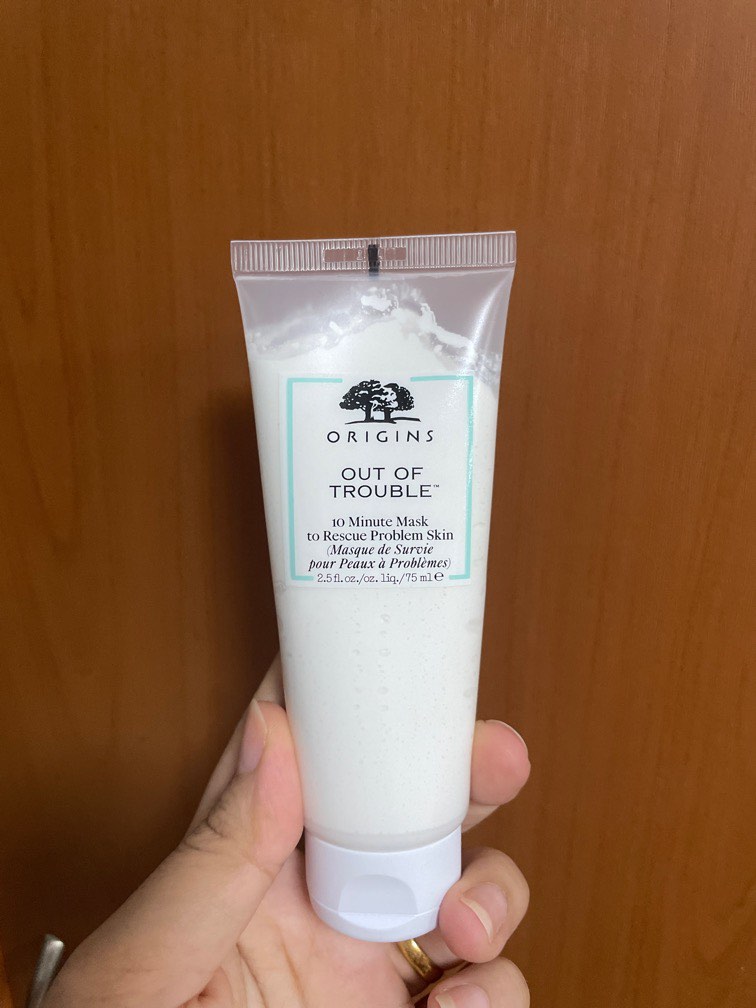 ORIGINS
OUT OF
TROUBLE™
10 Minute Mask
to Rescue Problem Skin
(Masque de Survie
pour Peaux à Problèmes)
2.5 fl.oz./oz. liq./75 ml ℮